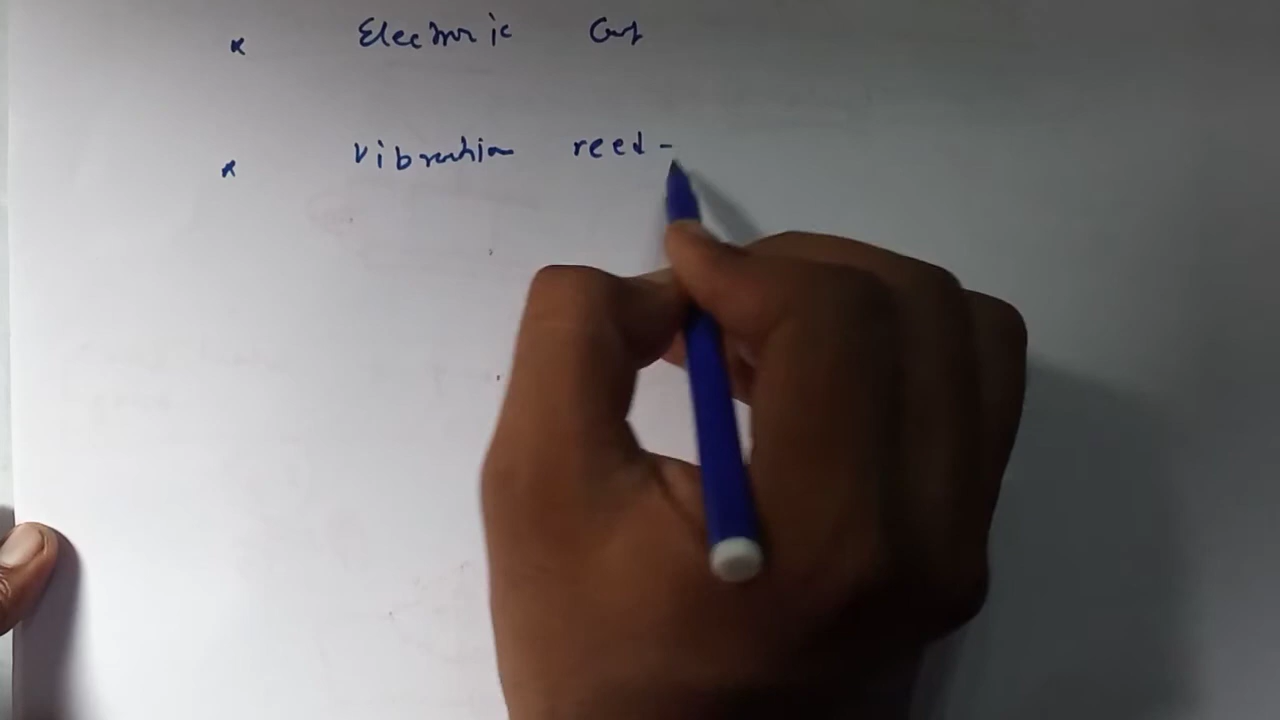 * Electric
* Vibration reed -